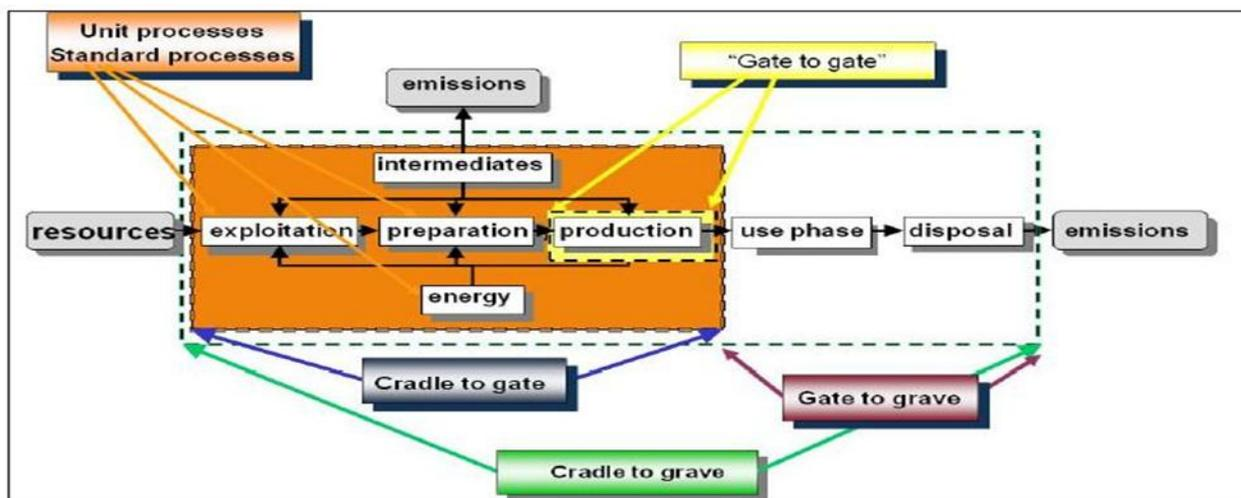 Unit processes
Standard processes
"Gate to gate"
emissions
intermediates
resources
exploitation
preparation
production
use phase
disposal
emissions
energy
Cradle to gate
Gate to grave
Cradle to grave